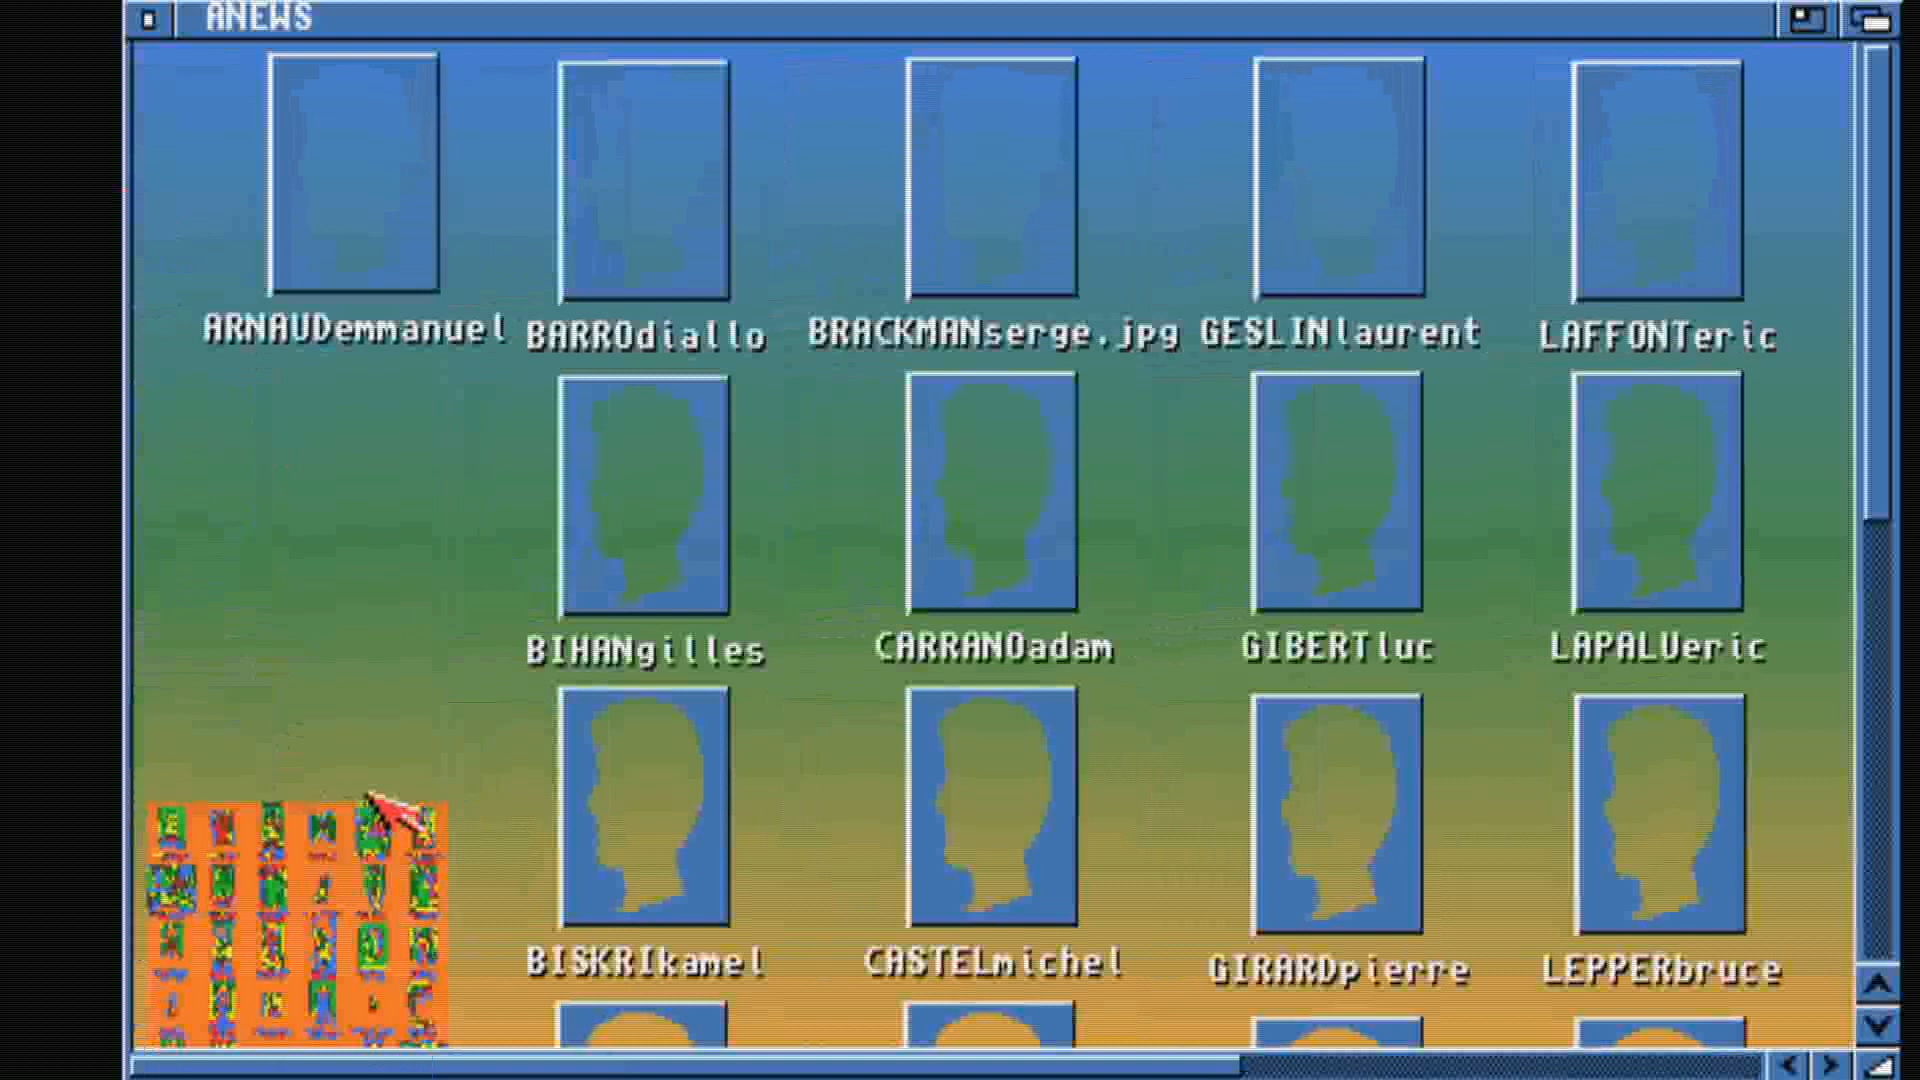 ANEWS
ARNAUDemmanuel BARROdiallo BRACKMANserge.jpg GESLINlaurent LAFFONTeric
BIHANgilles CARRANOadam GIBERTluc LAPALUeric
BISKRIkamel CASTELmichel GIRARDpierre LEPPERbruce